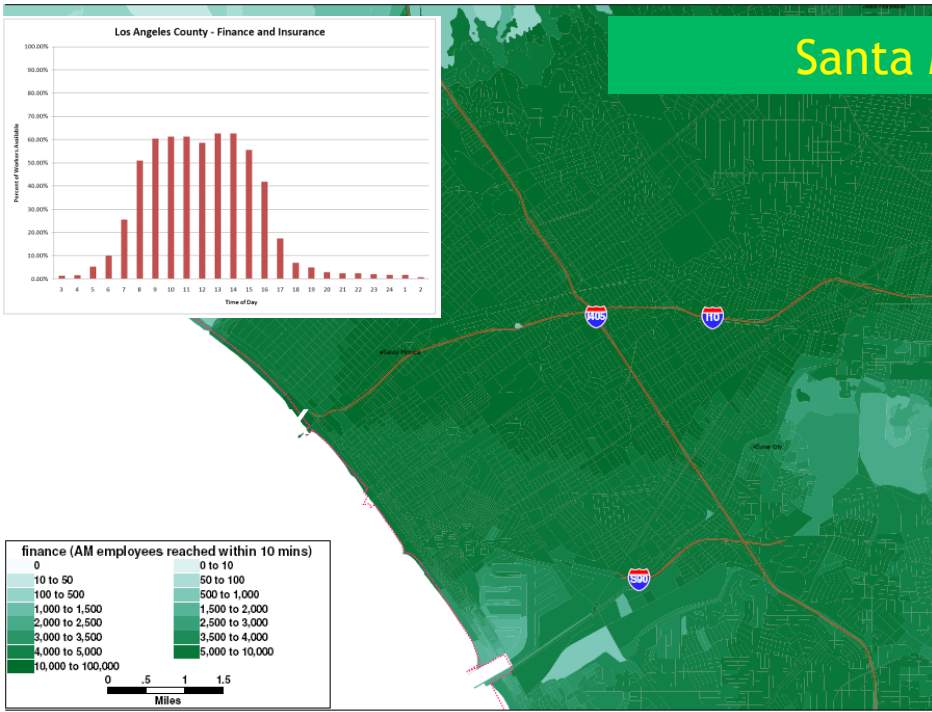 Los Angeles County - Finance and Insurance
100.00%
90.00%
80.00%
70.00%
60.00%
50.00%
40.00%
30.00%
20.00%
10.00%
0.00%
Percent of Workers Available
3 4 5 6 7 8 9 10 11 12 13 14 15 16 17 18 19 20 21 22 23 24 1 2
Time of Day
Santa
I405
I10
Santa Monica
Culver City
S90
finance (AM employees reached within 10 mins)
0 0 to 10
10 to 50 50 to 100
100 to 500 500 to 1,000
1,000 to 1,500 1,500 to 2,000
2,000 to 2,500 2,500 to 3,000
3,000 to 3,500 3,500 to 4,000
4,000 to 5,000 5,000 to 10,000
10,000 to 100,000
0 .5 1 1.5
Miles